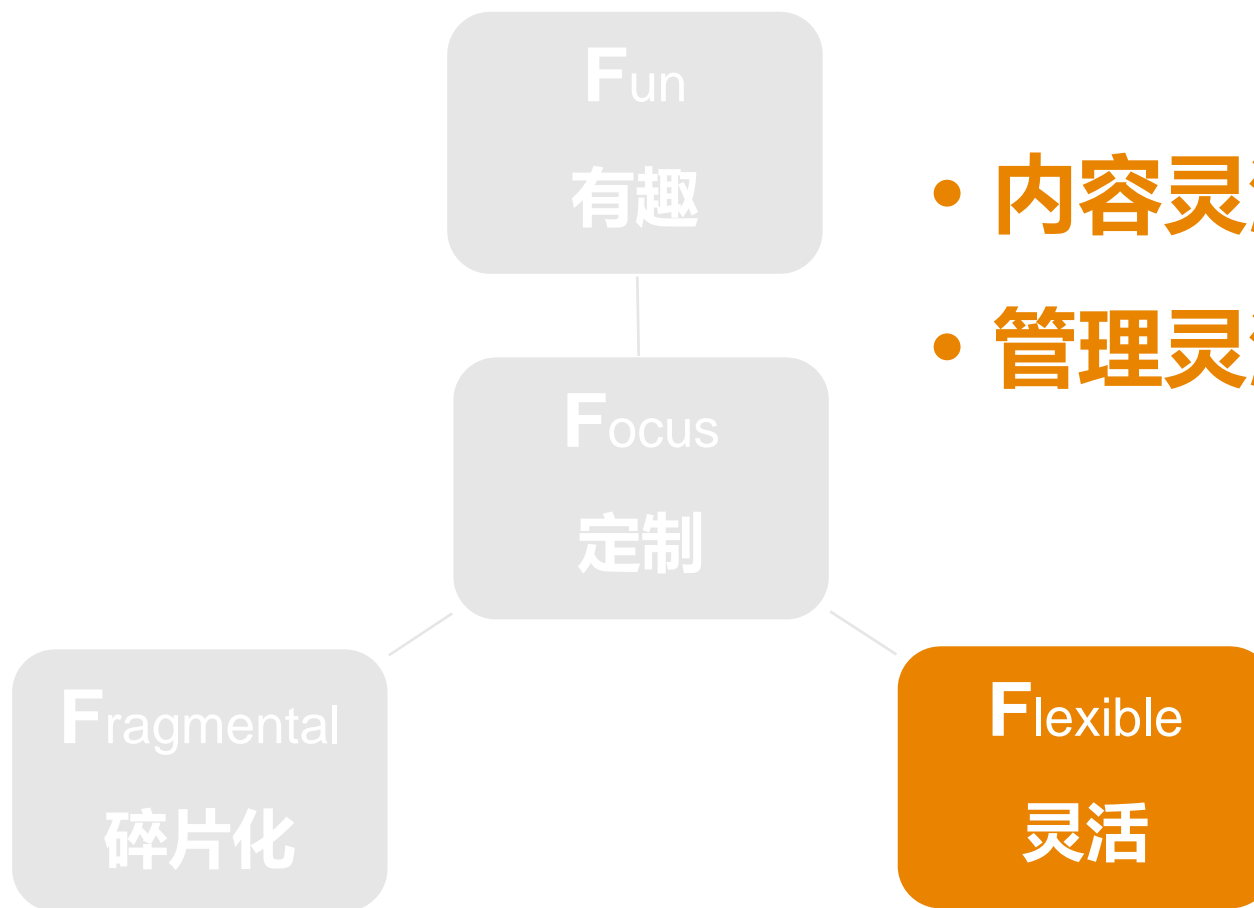 Fun
有趣
• 内容灵
• 管理灵
Focus
定制
Fragmental
碎片化
Flexible
灵活